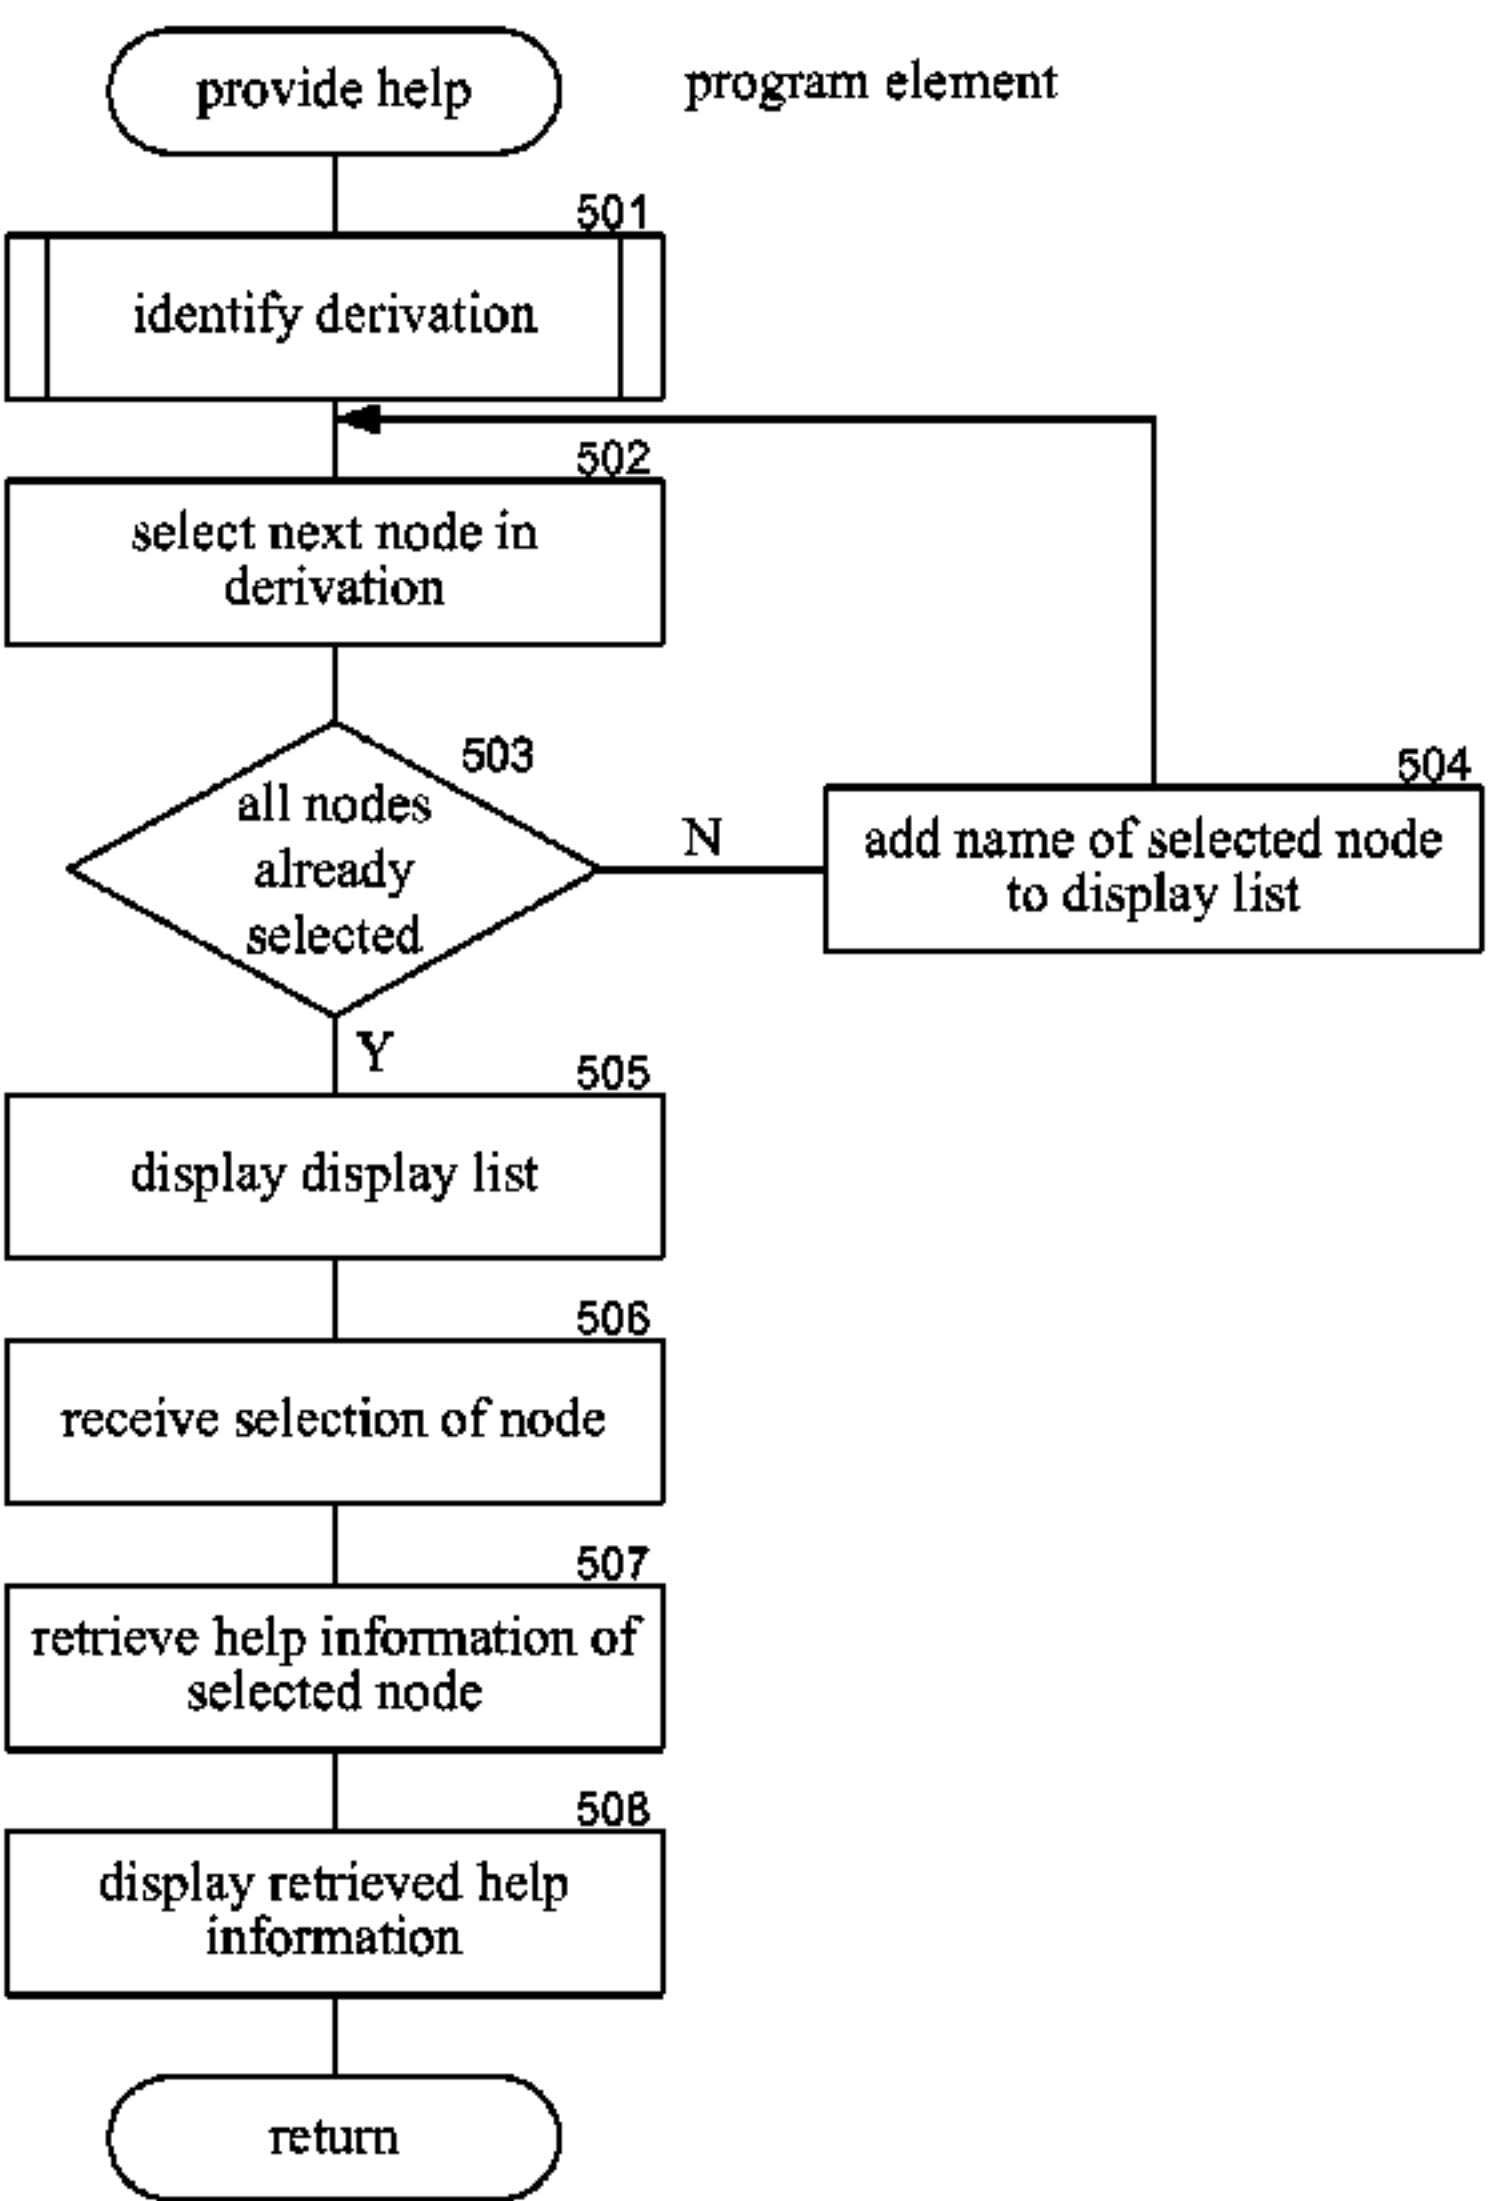 provide help
program element
501
identify derivation
502
select next node in
derivation
503
all nodes
already
selected
N
504
add name of selected node
to display list
Y
505
display display list
506
receive selection of node
507
retrieve help information of
selected node
508
display retrieved help
information
return